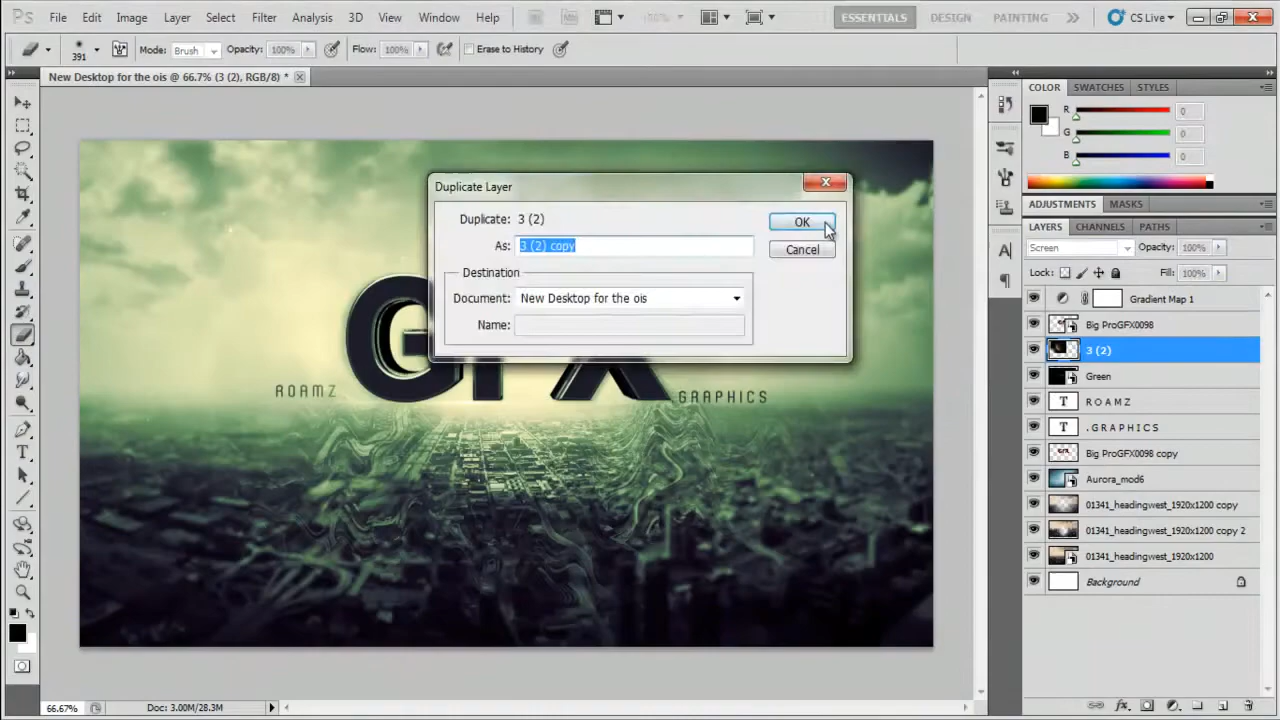 Ps File Edit Image Layer Select Filter Analysis 3D View Window Help 100% ESSENTIALS DESIGN PAINTING CS Live
391 Mode: Brush Opacity: 100% Flow: 100% Erase to History
New Desktop for the ois @ 66.7% (3 (2), RGB/8) *
COLOR SWATCHES STYLES
R 0
G 0
B 0
Duplicate Layer
Duplicate: 3 (2)
OK
As: 3 (2) copy
Cancel
Destination
Document: New Desktop for the ois
Name:
GFX
ROAMZ
GRAPHICS
ADJUSTMENTS MASKS
LAYERS CHANNELS PATHS
Screen Opacity: 100%
Lock: Fill: 100%
Gradient Map 1
Big ProGFX0098
3 (2)
Green
T R O A M Z
T . G R A P H I C S
Big ProGFX0098 copy
Aurora_mod6
01341_headingwest_1920x1200 copy
01341_headingwest_1920x1200 copy 2
01341_headingwest_1920x1200
Background
66.67% Doc: 3.00M/28.3M